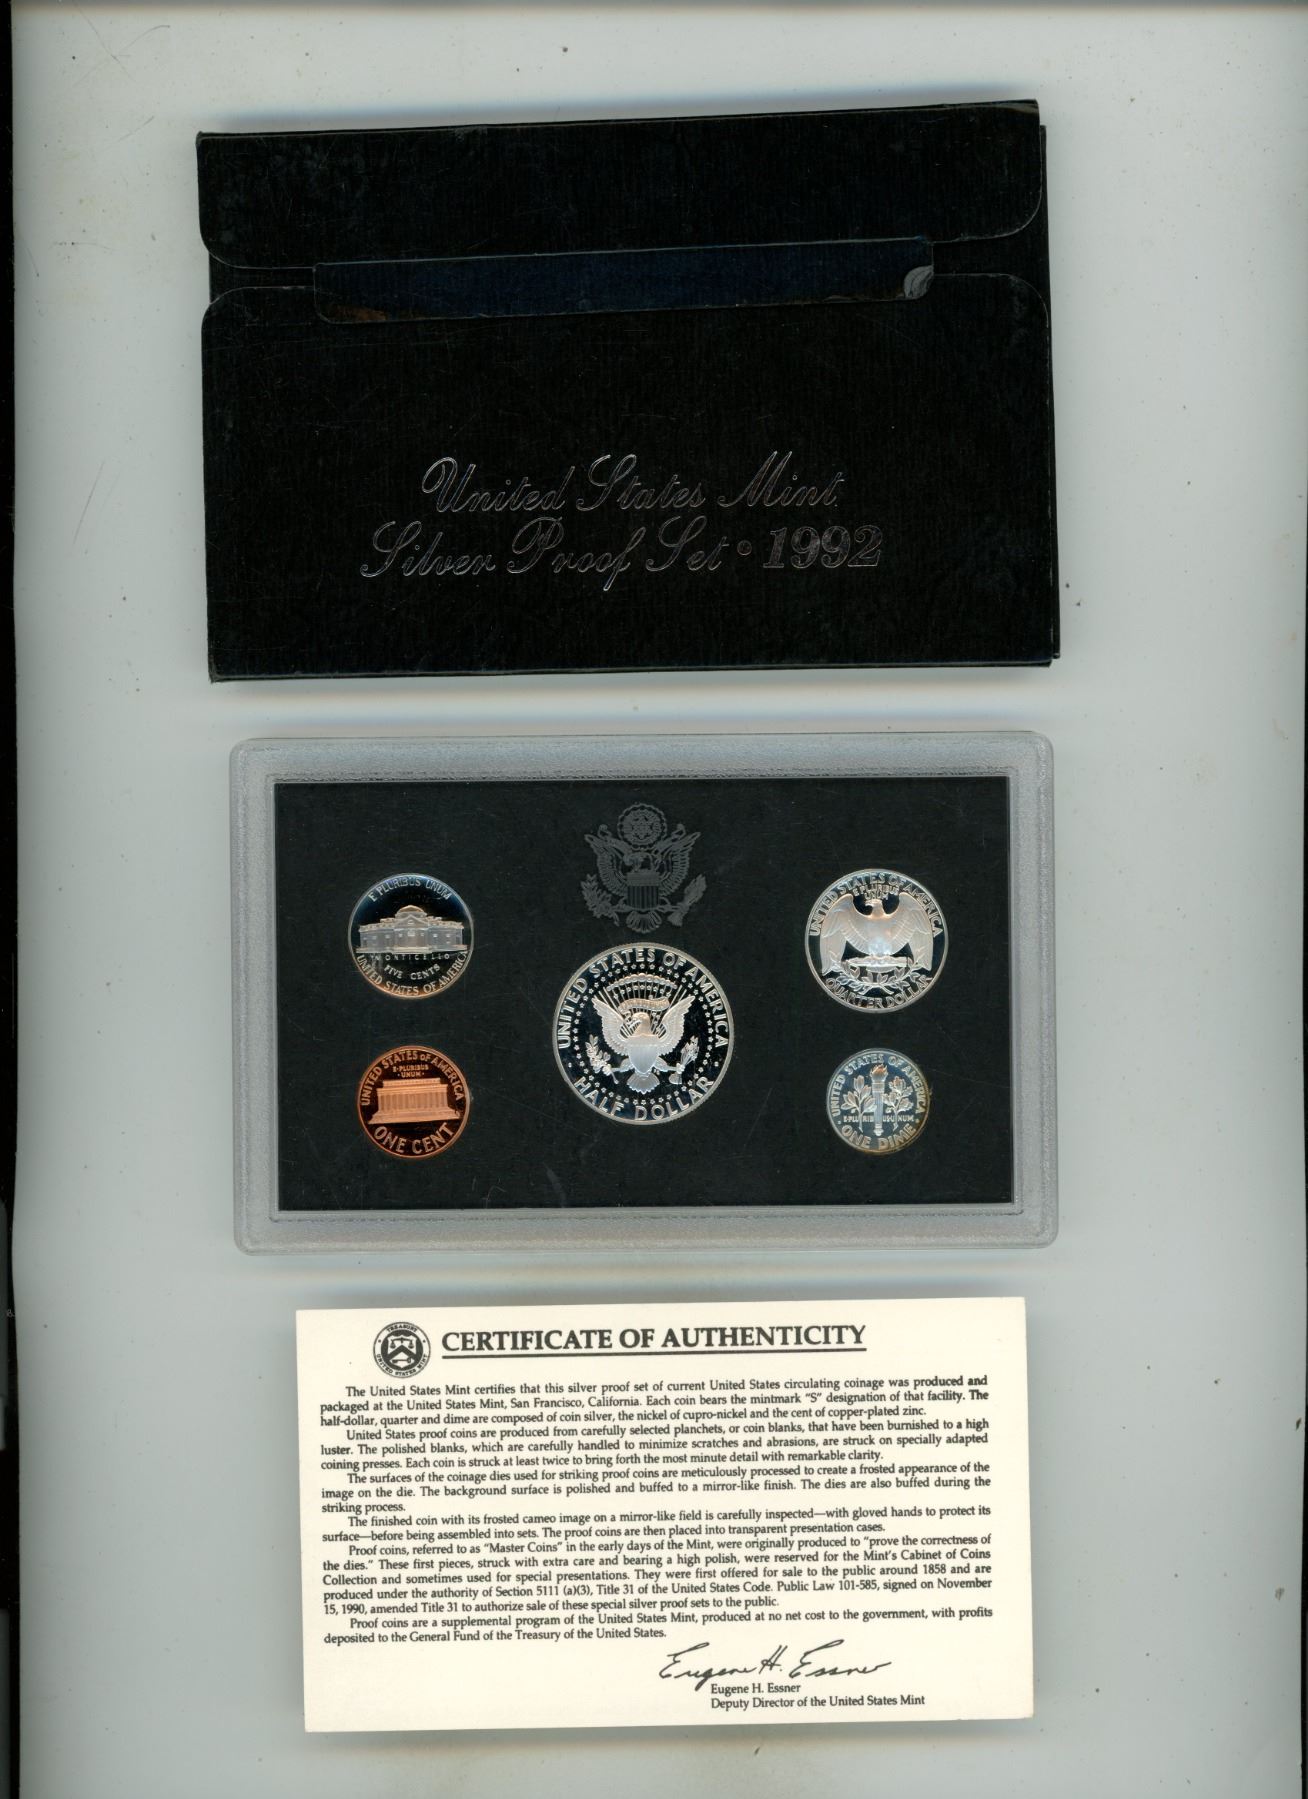 United States Mint
Silver Proof Set • 1992
E PLURIBUS UNUM
MONTICELLO
FIVE CENTS
UNITED STATES OF AMERICA
UNITED STATES OF AMERICA
E PLURIBUS
UNUM
QUARTER DOLLAR
UNITED STATES OF AMERICA
HALF DOLLAR
UNITED STATES OF AMERICA
E·PLURIBUS
·UNUM·
ONE CENT
UNITED STATES OF AMERICA
E·PLURIBUS·UNUM
·ONE DIME·
CERTIFICATE OF AUTHENTICITY
The United States Mint certifies that this silver proof set of current United States circulating coinage was produced and
packaged at the United States Mint, San Francisco, California. Each coin bears the mintmark "S" designation of that facility. The
half-dollar, quarter and dime are composed of coin silver, the nickel of cupro-nickel and the cent of copper-plated zinc.
United States proof coins are produced from carefully selected planchets, or coin blanks, that have been burnished to a high
luster. The polished blanks, which are carefully handled to minimize scratches and abrasions, are struck on specially adapted
coining presses. Each coin is struck at least twice to bring forth the most minute detail with remarkable clarity.
The surfaces of the coinage dies used for striking proof coins are meticulously processed to create a frosted appearance of the
image on the die. The background surface is polished and buffed to a mirror-like finish. The dies are also buffed during the
striking process.
The finished coin with its frosted cameo image on a mirror-like field is carefully inspected—with gloved hands to protect its
surface—before being assembled into sets. The proof coins are then placed into transparent presentation cases.
Proof coins, referred to as "Master Coins" in the early days of the Mint, were originally produced to "prove the correctness of
the dies." These first pieces, struck with extra care and bearing a high polish, were reserved for the Mint's Cabinet of Coins
Collection and sometimes used for special presentations. They were first offered for sale to the public around 1858 and are
produced under the authority of Section 5111 (a)(3), Title 31 of the United States Code. Public Law 101-585, signed on November
15, 1990, amended Title 31 to authorize sale of these special silver proof sets to the public.
Proof coins are a supplemental program of the United States Mint, produced at no net cost to the government, with profits
deposited to the General Fund of the Treasury of the United States.
Eugene H. Essner
Eugene H. Essner
Deputy Director of the United States Mint